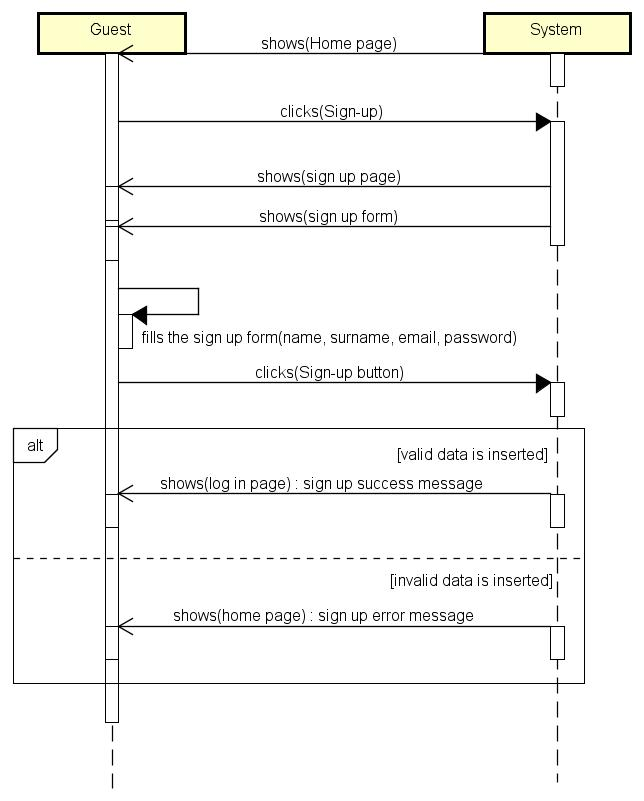 Guest
System
shows(Home page)
clicks(Sign-up)
shows(sign up page)
shows(sign up form)
fills the sign up form(name, surname, email, password)
clicks(Sign-up button)
alt
[valid data is inserted]
shows(log in page) : sign up success message
[invalid data is inserted]
shows(home page) : sign up error message